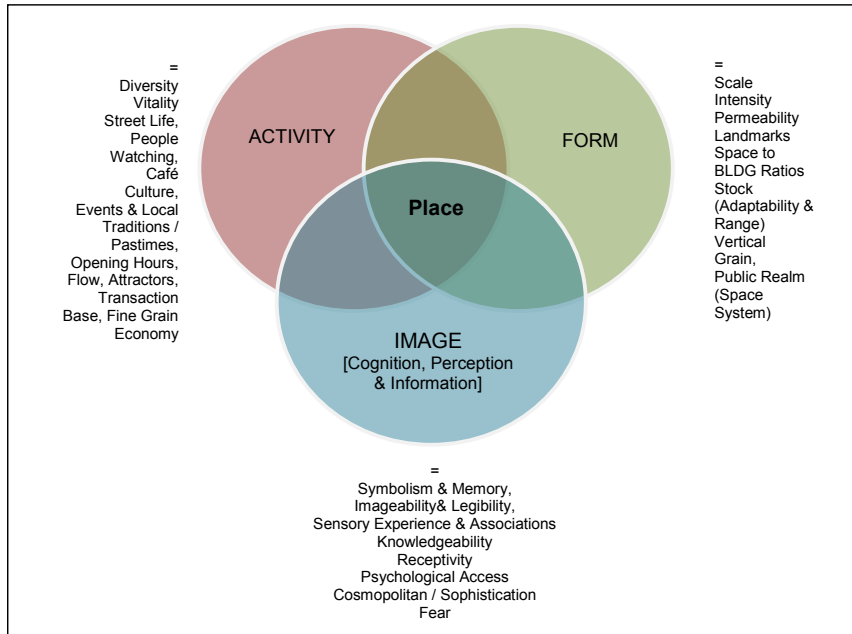 =
Diversity
Vitality
Street Life,
People
Watching,
Café
Culture,
Events & Local
Traditions /
Pastimes,
Opening Hours,
Flow, Attractors,
Transaction
Base, Fine Grain
Economy
ACTIVITY
FORM
Place
IMAGE
[Cognition, Perception
& Information]
=
Scale
Intensity
Permeability
Landmarks
Space to
BLDG Ratios
Stock
(Adaptability &
Range)
Vertical
Grain,
Public Realm
(Space
System)
=
Symbolism & Memory,
Imageability& Legibility,
Sensory Experience & Associations
Knowledgeability
Receptivity
Psychological Access
Cosmopolitan / Sophistication
Fear